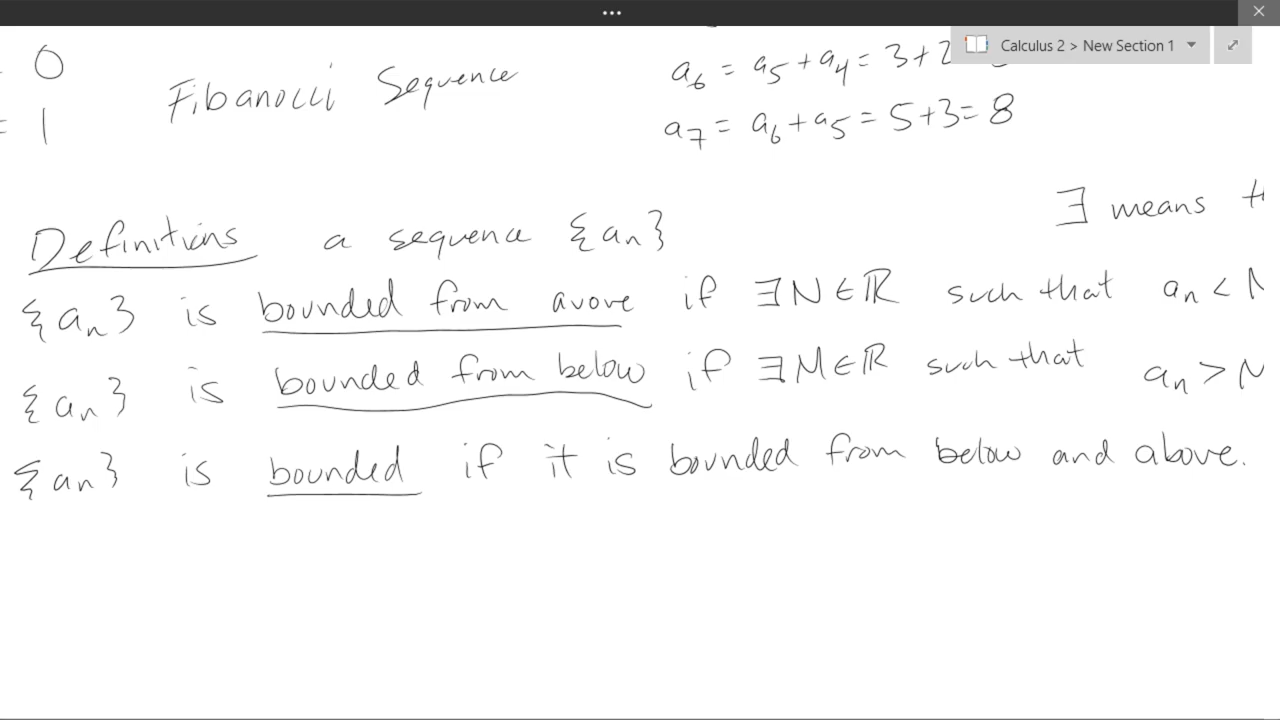 Calculus 2 > New Section 1
= 0
= 1
Fibanocci Sequence
a₆ = a₅ + a₄ = 3 + 2
a₇ = a₆ + a₅ = 5 + 3 = 8
∃ means
Definitions a sequence {aₙ}
{aₙ} is bounded from avove if ∃ N ∈ ℝ such that aₙ < N
{aₙ} is bounded from below if ∃ M ∈ ℝ such that aₙ >
{aₙ} is bounded if it is bounded from below and above.